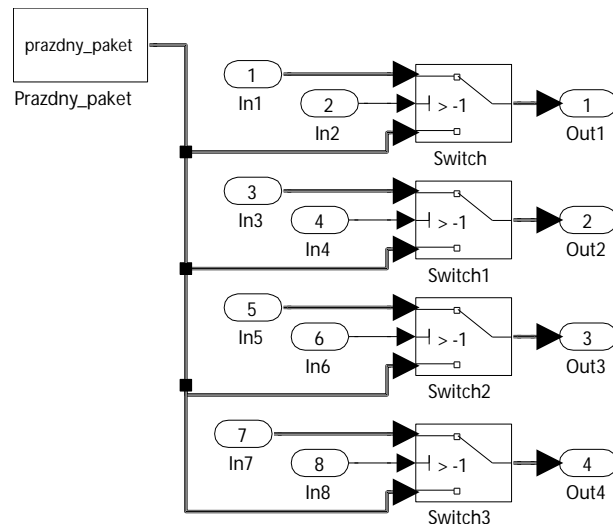 prazdny_paket
Prazdny_paket
1
In1
2
In2
> -1
Switch
1
Out1
3
In3
4
In4
> -1
Switch1
2
Out2
5
In5
6
In6
> -1
Switch2
3
Out3
7
In7
8
In8
> -1
Switch3
4
Out4